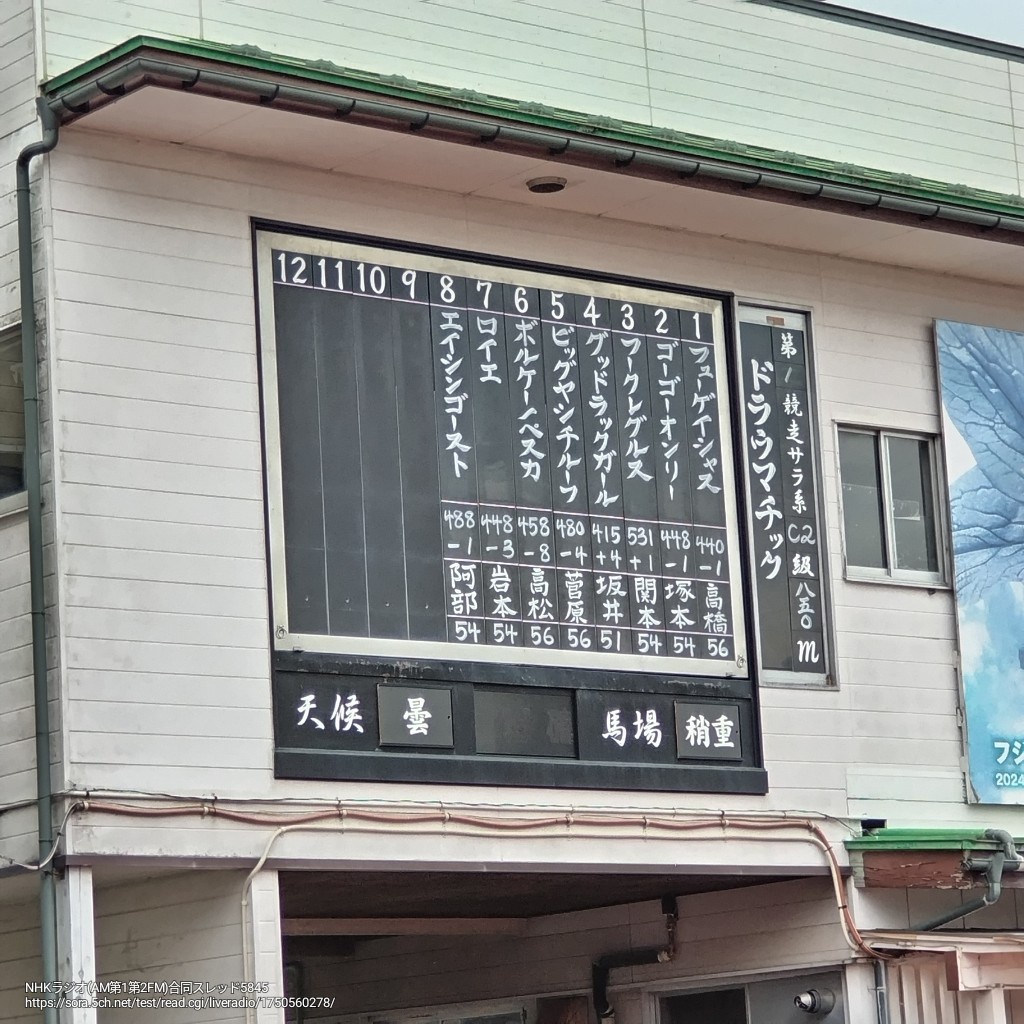 第1競走サラ系C2級八五〇m
ドラウマチック
1 フューゲイシャス 440 -1 高橋 56
2 ゴーゴーオンリー 448 -1 塚本 54
3 フークレグルス 531 +1 関本 54
4 グッドラックガール 415 +4 坂井 51
5 ビッグヤシチルーフ 480 -4 菅原 56
6 ボルケーノペスカ 458 -8 高松 56
7 ロイエ 448 -3 岩本 54
8 エイシンゴースト 488 -1 阿部 54
9
10
11
12
天候 曇
馬場 稍重
フジ
2024
NHKラジオ(AM第1第2FM)合同スレッド5845
https://sora.5ch.net/test/read.cgi/liveradio/1750560278/